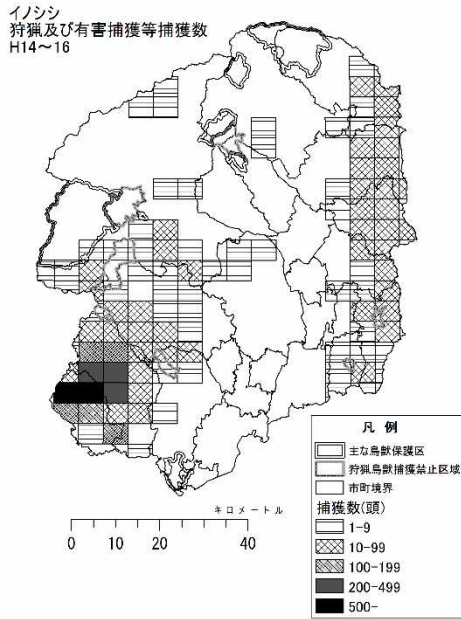 イノシシ
狩猟及び有害捕獲等捕獲数
H14～16
キロメートル
0 10 20 40
凡 例
主な鳥獣保護区
狩猟鳥獣捕獲禁止区域
市町境界
捕獲数(頭)
1-9
10-99
100-199
200-499
500-